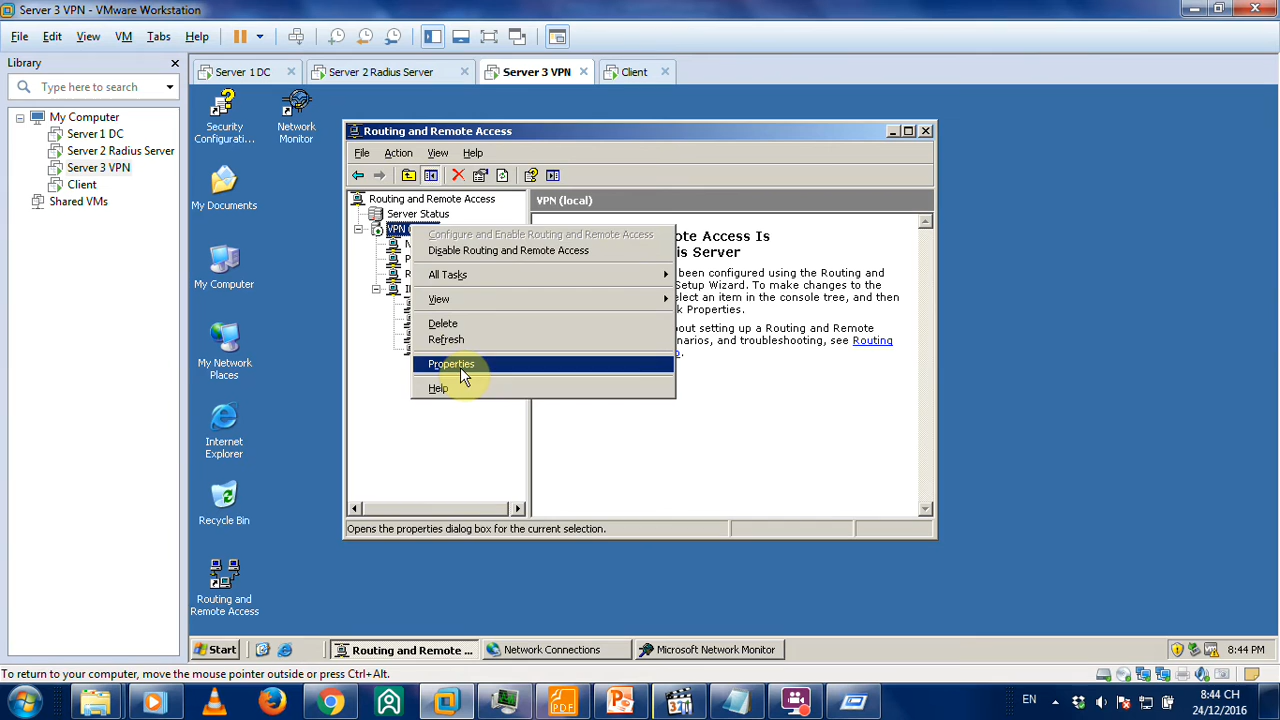 Server 3 VPN - VMware Workstation
File Edit View VM Tabs Help
Library
Type here to search
My Computer
Server 1 DC
Server 2 Radius Server
Server 3 VPN
Client
Shared VMs
Server 1 DC
Server 2 Radius Server
Server 3 VPN
Client
Security
Configurati...
Network
Monitor
My Documents
My Computer
My Network
Places
Internet
Explorer
Recycle Bin
Routing and
Remote Access
Routing and Remote Access
File Action View Help
Routing and Remote Access
Server Status
VPN (
VPN (local)
mote Access Is
is Server
been configured using the Routing and
Setup Wizard. To make changes to the
elect an item in the console tree, and then
k Properties.
out setting up a Routing and Remote
enarios, and troubleshooting, see Routing
Configure and Enable Routing and Remote Access
Disable Routing and Remote Access
All Tasks
View
Delete
Refresh
Properties
Help
Opens the properties dialog box for the current selection.
Start
Routing and Remote ...
Network Connections
Microsoft Network Monitor
8:44 PM
To return to your computer, move the mouse pointer outside or press Ctrl+Alt.
PDF
321
EN
8:44 CH
24/12/2016